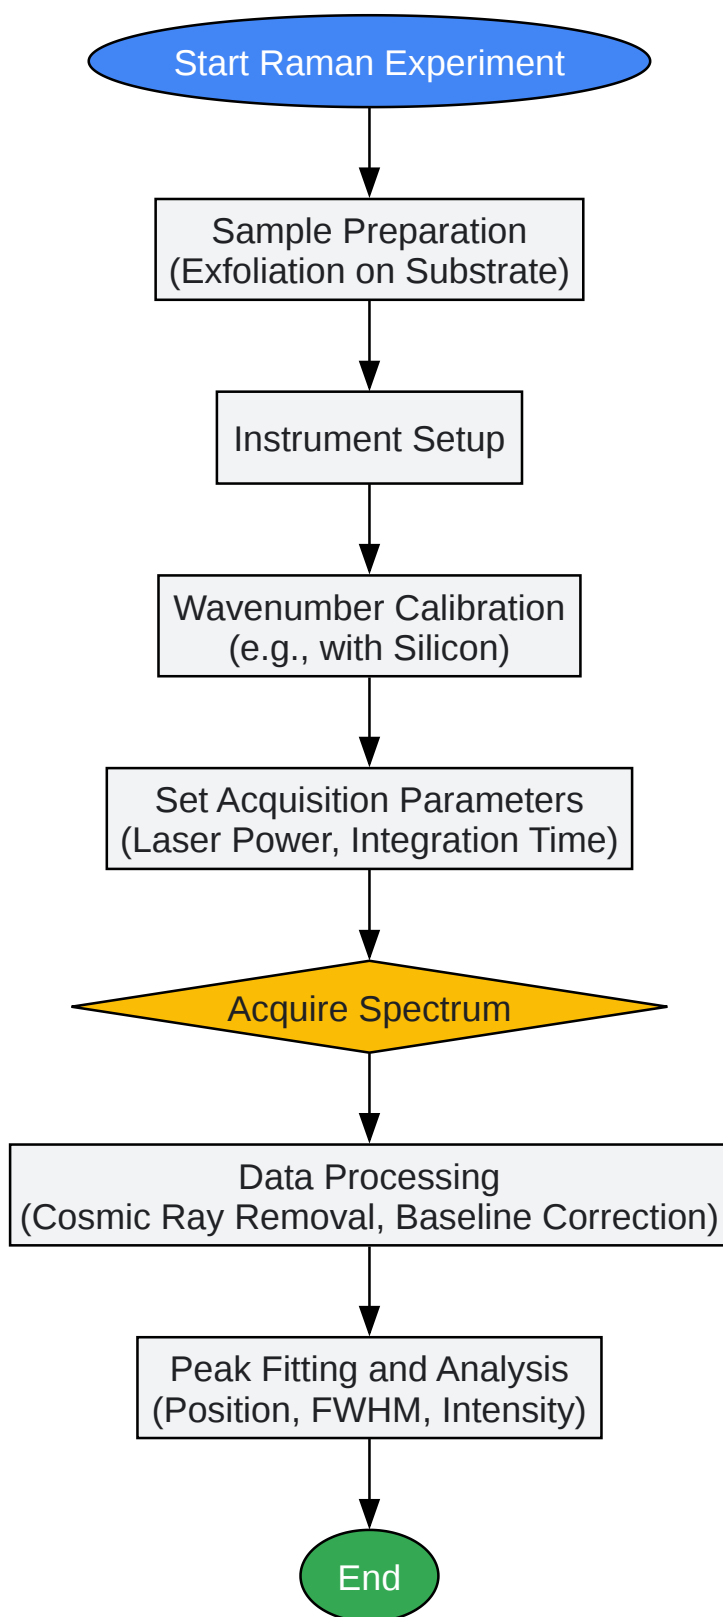 Start Raman Experiment
Sample Preparation
(Exfoliation on Substrate)
Instrument Setup
Wavenumber Calibration
(e.g., with Silicon)
Set Acquisition Parameters
(Laser Power, Integration Time)
Acquire Spectrum
Data Processing
(Cosmic Ray Removal, Baseline Correction)
Peak Fitting and Analysis
(Position, FWHM, Intensity)
End